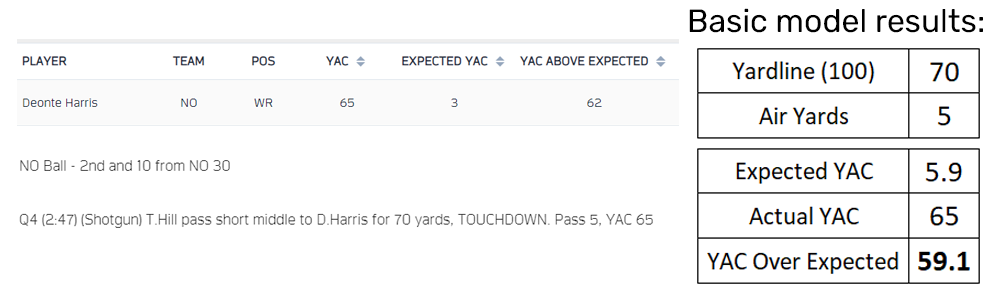 PLAYER TEAM POS YAC EXPECTED YAC YAC ABOVE EXPECTED
Deonte Harris NO WR 65 3 62
NO Ball - 2nd and 10 from NO 30
Q4 (2:47) (Shotgun) T.Hill pass short middle to D.Harris for 70 yards, TOUCHDOWN. Pass 5, YAC 65
Basic model results:
Yardline (100) 70
Air Yards 5
Expected YAC 5.9
Actual YAC 65
YAC Over Expected 59.1